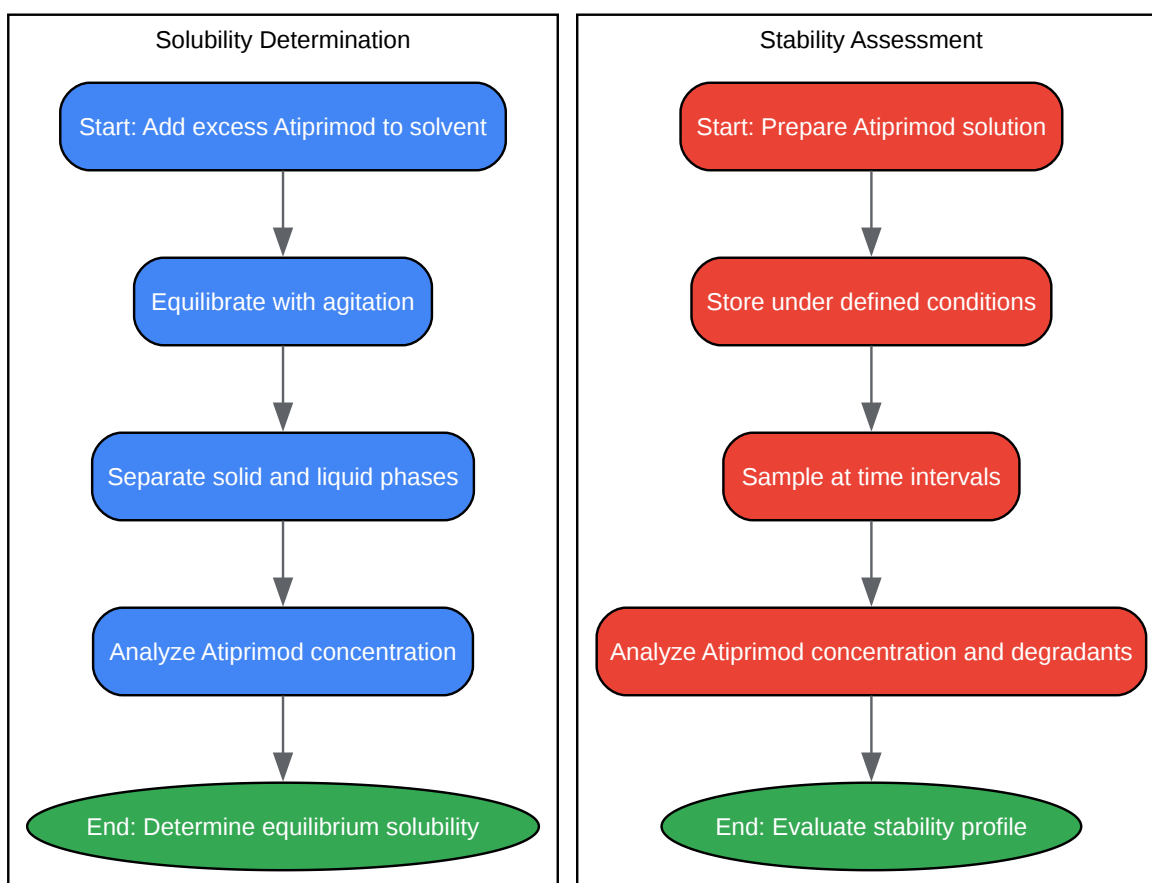 Solubility Determination
Start: Add excess Atiprimod to solvent
Equilibrate with agitation
Separate solid and liquid phases
Analyze Atiprimod concentration
End: Determine equilibrium solubility
Stability Assessment
Start: Prepare Atiprimod solution
Store under defined conditions
Sample at time intervals
Analyze Atiprimod concentration and degradants
End: Evaluate stability profile